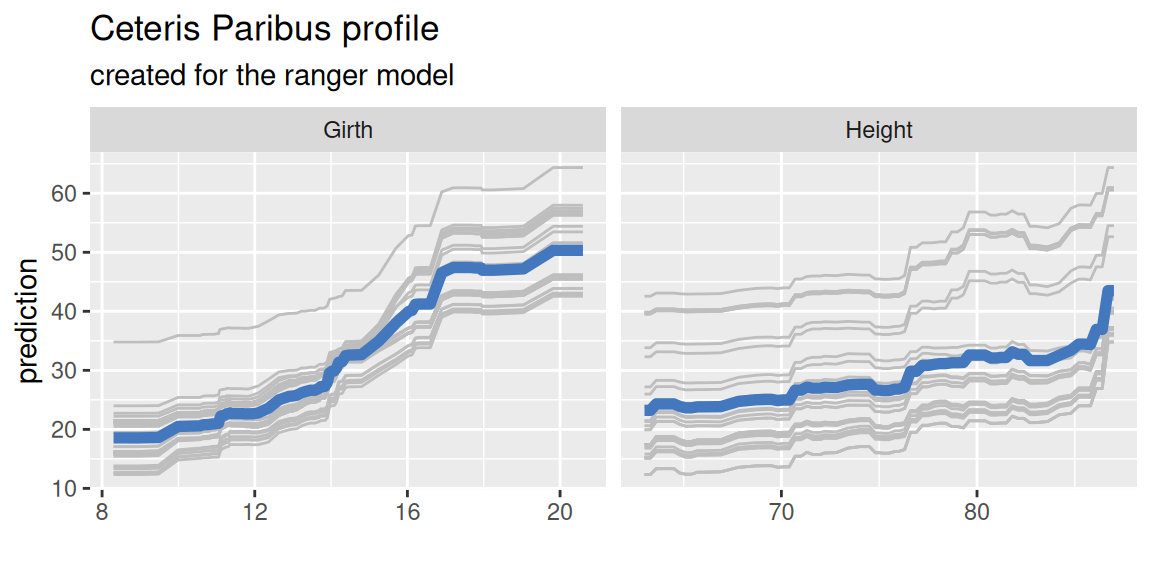 Ceteris Paribus profile
created for the ranger model
Girth
Height
prediction
60
50
40
30
20
10
8 12 16 20
70 80